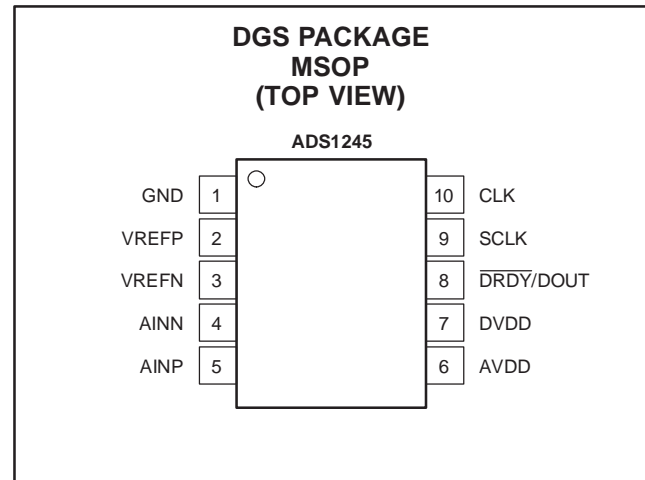 DGS PACKAGE
MSOP
(TOP VIEW)
ADS1245
GND 1 10 CLK
VREFP 2 9 SCLK
VREFN 3 8 D̅R̅D̅Y̅/DOUT
AINN 4 7 DVDD
AINP 5 6 AVDD